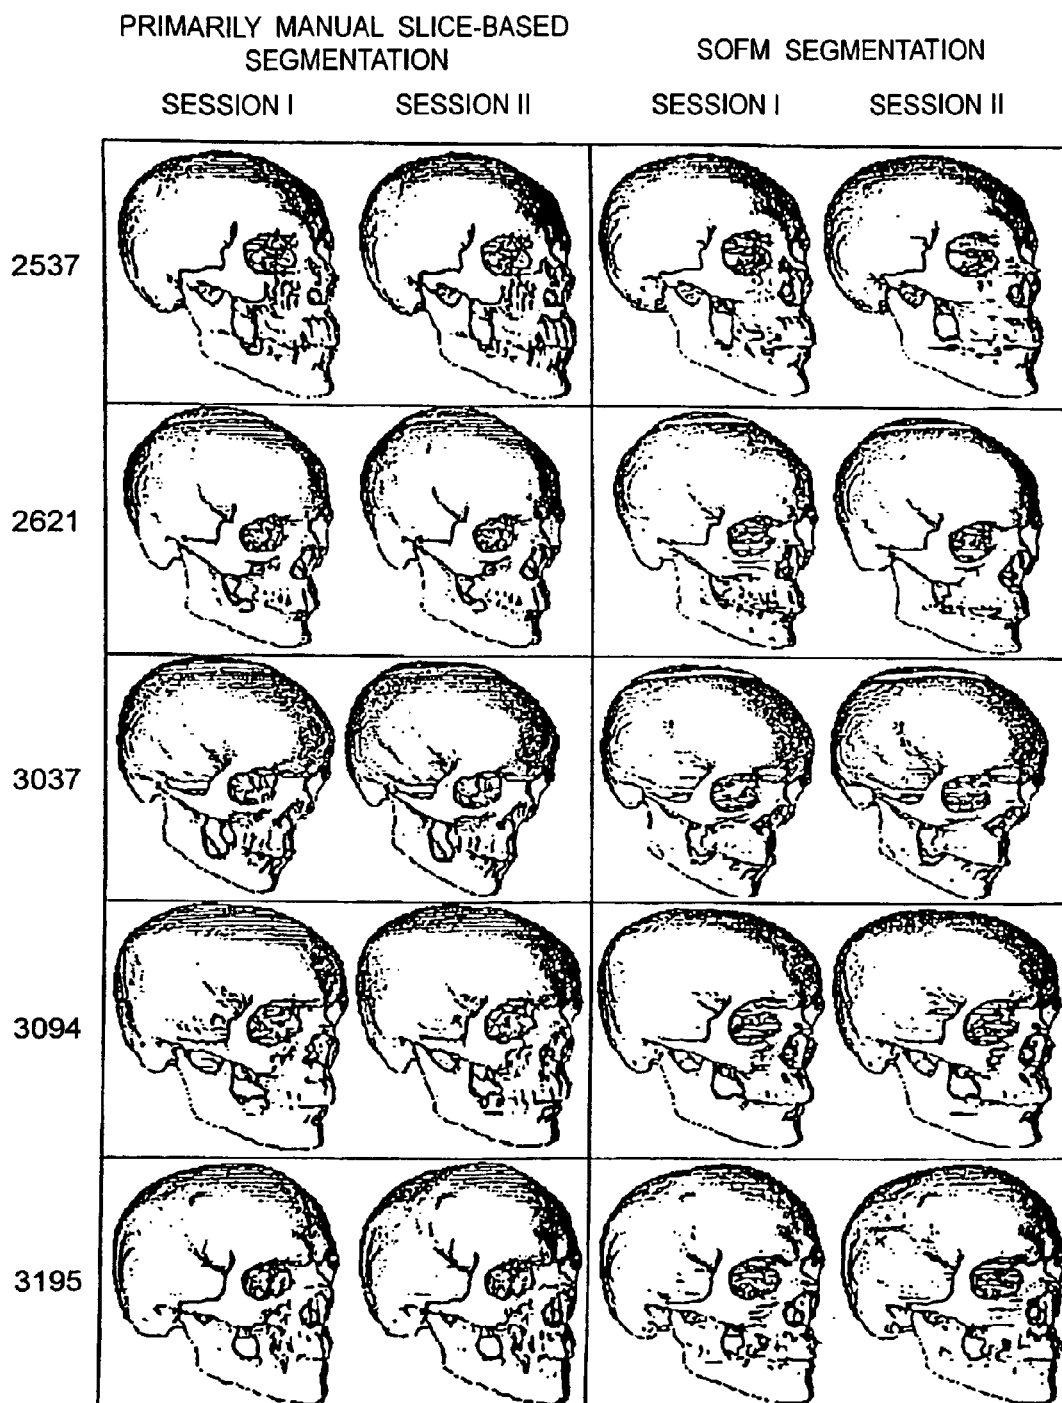 PRIMARILY MANUAL SLICE-BASED
SEGMENTATION
SOFM SEGMENTATION
SESSION I
SESSION II
SESSION I
SESSION II
2537
2621
3037
3094
3195